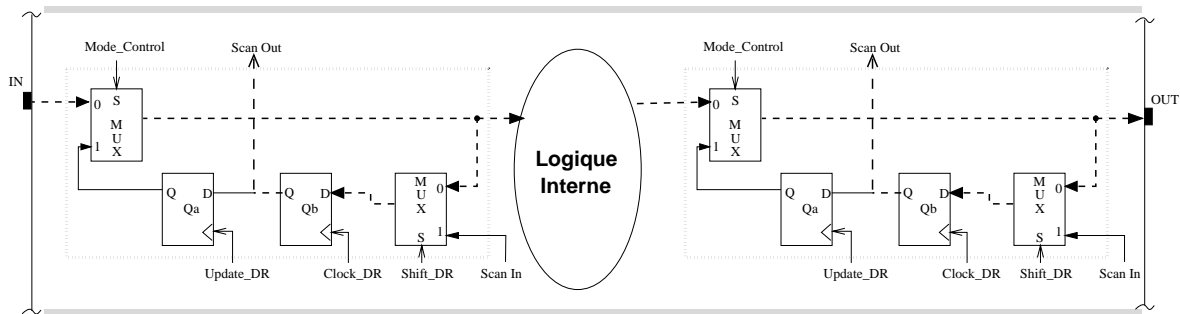 Mode_Control
Scan Out
Mode_Control
Scan Out
IN
OUT
0
S
M
U
X
1
0
S
M
U
X
1
Logique
Interne
Q
D
Qa
Q
D
Qb
M
U
X
0
1
S
Q
D
Qa
Q
D
Qb
M
U
X
0
1
S
Update_DR
Clock_DR
Shift_DR
Scan In
Update_DR
Clock_DR
Shift_DR
Scan In